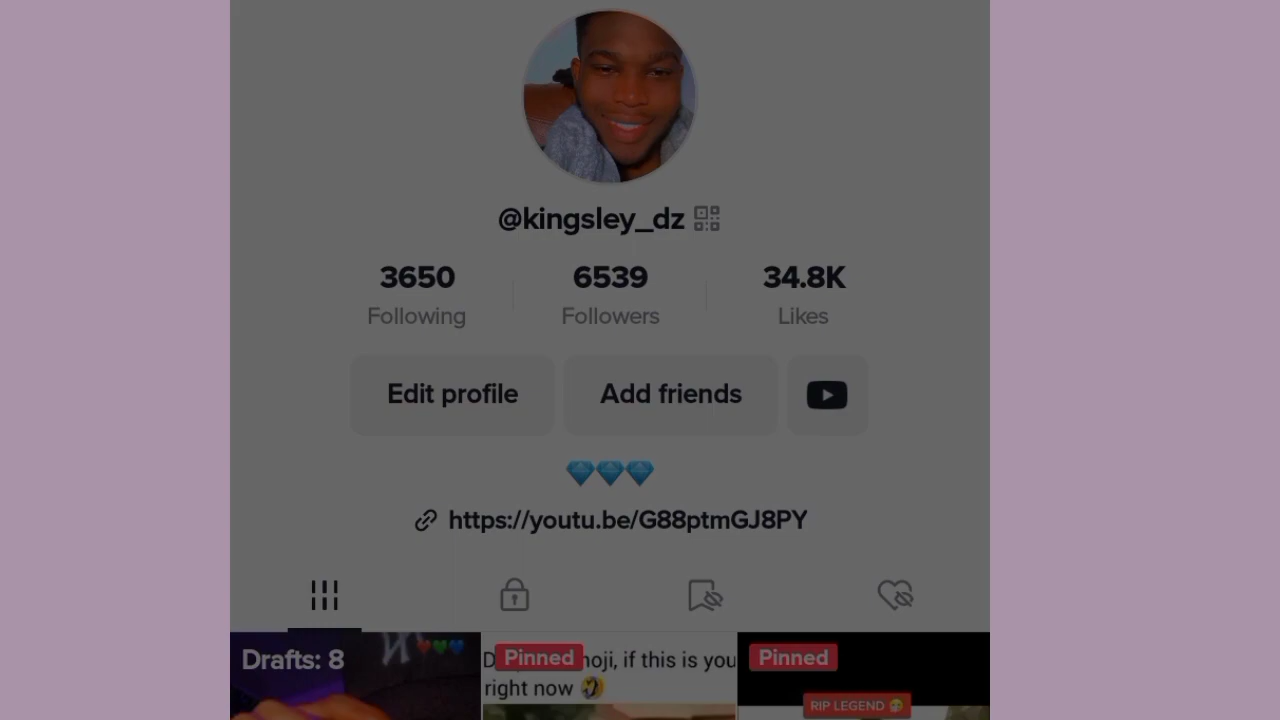 @kingsley_dz
3650 6539 34.8K
Following Followers Likes
Edit profile Add friends
https://youtu.be/G88ptmGJ8PY
Drafts: 8
Pinned
oji, if this is you
right now
Pinned
RIP LEGEND